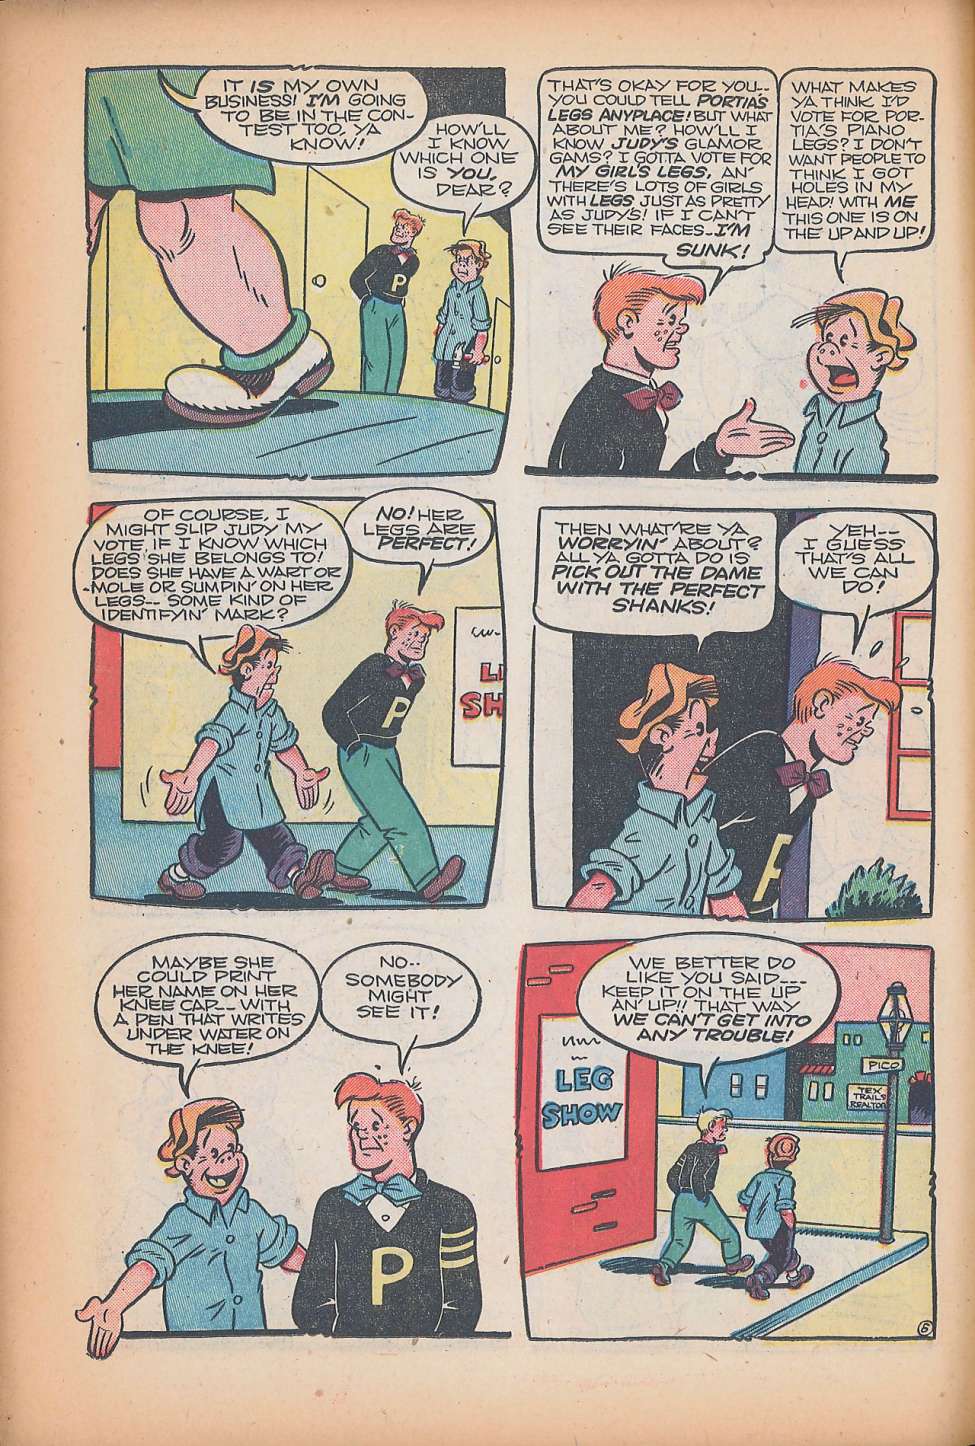 IT IS MY OWN
BUSINESS! I'M GOING
TO BE IN THE CON-
TEST TOO, YA
KNOW!
HOW'LL
I KNOW
WHICH ONE
IS YOU,
DEAR?
P
THAT'S OKAY FOR YOU--
YOU COULD TELL PORTIA'S
LEGS ANYPLACE! BUT WHAT
ABOUT ME? HOW'LL I
KNOW JUDY'S GLAMOR
GAMS? I GOTTA VOTE FOR
MY GIRL'S LEGS, AN'
THERE'S LOTS OF GIRLS
WITH LEGS JUST AS PRETTY
AS JUDY'S! IF I CAN'T
SEE THEIR FACES--I'M
SUNK!
WHAT MAKES
YA THINK I'D
VOTE FOR POR-
TIA'S PIANO
LEGS? I DON'T
WANT PEOPLE TO
THINK I GOT
HOLES IN MY
HEAD! WITH ME
THIS ONE IS ON
THE UP AND UP!
OF COURSE, I
MIGHT SLIP JUDY MY
VOTE, IF I KNOW WHICH
LEGS SHE BELONGS TO!
DOES SHE HAVE A WART OR
MOLE OR SUMPIN' ON HER
LEGS-- SOME KIND OF
IDENTIFYIN' MARK?
NO! HER
LEGS ARE
PERFECT!
P
LE
SH
THEN WHAT'RE YA
WORRYIN' ABOUT?
ALL YA GOTTA DO IS
PICK OUT THE DAME
WITH THE PERFECT
SHANKS!
YEH--
I GUESS
THAT'S ALL
WE CAN
DO!
P
MAYBE SHE
COULD PRINT
HER NAME ON HER
KNEE CAP-- WITH
A PEN THAT WRITES
UNDER WATER ON
THE KNEE!
NO--
SOMEBODY
MIGHT
SEE IT!
P
WE BETTER DO
LIKE YOU SAID---
KEEP IT ON THE UP
AN' UP!! THAT WAY
WE CAN'T GET INTO
ANY TROUBLE!
LEG
SHOW
PICO
TEX
TRAILS
REALTOR
6